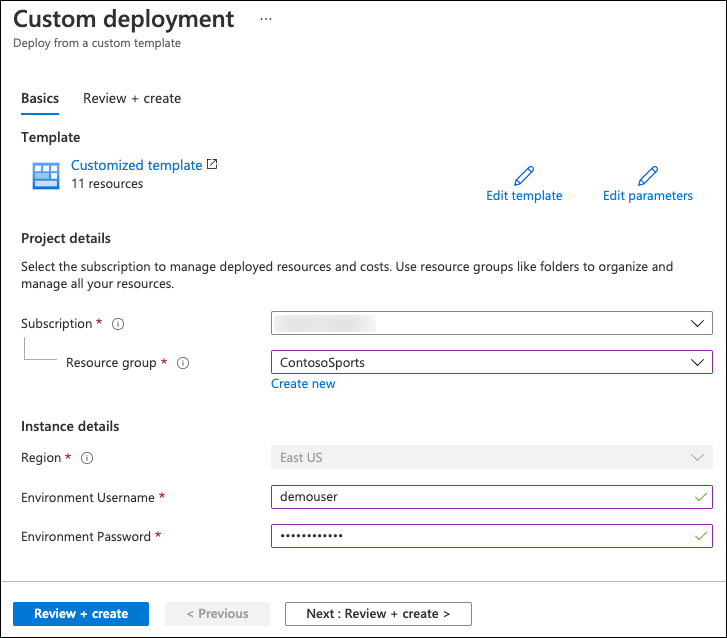 Custom deployment ...
Deploy from a custom template
Basics Review + create
Template
Customized template
11 resources
Edit template Edit parameters
Project details
Select the subscription to manage deployed resources and costs. Use resource groups like folders to organize and
manage all your resources.
Subscription *
Resource group * ContosoSports
Create new
Instance details
Region * East US
Environment Username * demouser
Environment Password * ••••••••••••
Review + create < Previous Next : Review + create >